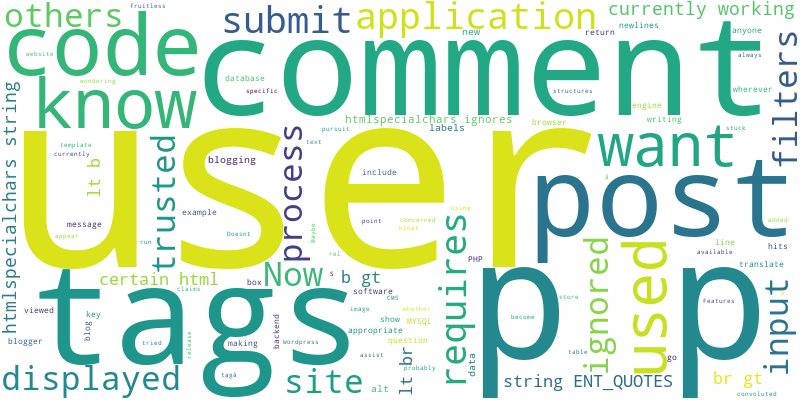 others
submit
application
currently working
fruitless
new
newlines
return
anyone
website
code
comment
filters
always
wondering
database
specific
structures
wherever
know
engine
writing
htmlspecialchars ignores
labels
browser
stuck
template
currently
blogging
pursuit
text
want
htmlspecialchars string
lt b
trusted
process
include
a
user
post
example
message
appear
run
point
concerned
bloat
using
added
Doesnt
Maybe
line
hits
requires
ignored
used
input
PHP
available
translate
certain html
Now
b gt
rel
s
box
software
tags
p p
Features
viewed
key
claims
image
CMS
whether
store
become
blog
show
MYSQL
backend
appropriate
question
blogger
tried
release
making
Wordpress
table
go
assist
probably
data
displayed
tagá
site
alt
lt br
string ENT_QUOTES
br gt
convoluted